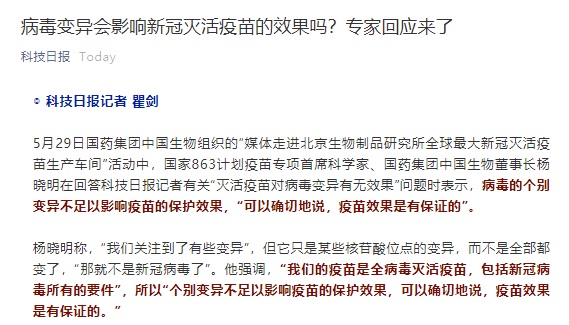 病毒变异会影响新冠灭活疫苗的效果吗？专家回应来了
科技日报 Today
科技日报记者 瞿剑
5月29日国药集团中国生物组织的“媒体走进北京生物制品研究所全球最大新冠灭活疫
苗生产车间”活动中，国家863计划疫苗专项首席科学家、国药集团中国生物董事长杨
晓明在回答科技日报记者有关“灭活疫苗对病毒变异有无效果”问题时表示，病毒的个别
变异不足以影响疫苗的保护效果，“可以确切地说，疫苗效果是有保证的”。
杨晓明称，“我们关注到了有些变异”，但它只是某些核苷酸位点的变异，而不是全部都
变了，“那就不是新冠病毒了”。他强调，“我们的疫苗是全病毒灭活疫苗，包括新冠病
毒所有的要件”，所以“个别变异不足以影响疫苗的保护效果，可以确切地说，疫苗效果
是有保证的。”